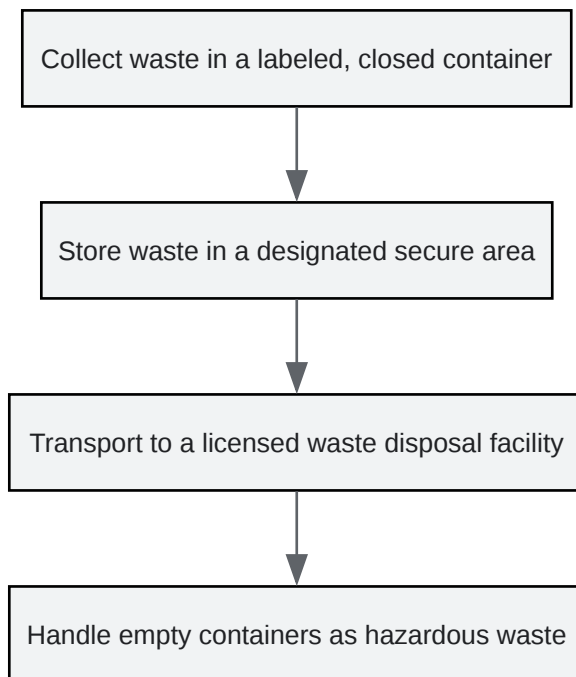 Collect waste in a labeled, closed container
Store waste in a designated secure area
Transport to a licensed waste disposal facility
Handle empty containers as hazardous waste